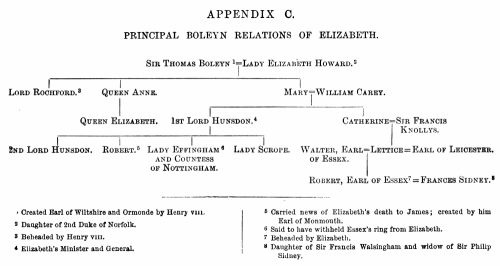 APPENDIX C.
PRINCIPAL BOLEYN RELATIONS OF ELIZABETH.
SIR THOMAS BOLEYN 1=LADY ELIZABETH HOWARD.2
LORD ROCHFORD.3 QUEEN ANNE. MARY=WILLIAM CAREY.
QUEEN ELIZABETH. 1ST LORD HUNSDON.4 CATHERINE=SIR FRANCIS
KNOLLYS.
2ND LORD HUNSDON. ROBERT.5 LADY EFFINGHAM6 LADY SCROPE. WALTER, EARL=LETTICE=EARL OF LEICESTER.
AND COUNTESS OF ESSEX.
OF NOTTINGHAM.
ROBERT, EARL OF ESSEX7=FRANCES SIDNEY.8
1 Created Earl of Wiltshire and Ormonde by Henry VIII.
2 Daughter of 2nd Duke of Norfolk.
3 Beheaded by Henry VIII.
4 Elizabeth's Minister and General.
5 Carried news of Elizabeth's death to James; created by him
Earl of Monmouth.
6 Said to have withheld Essex's ring from Elizabeth.
7 Beheaded by Elizabeth.
8 Daughter of Sir Francis Walsingham and widow of Sir Philip
Sidney.